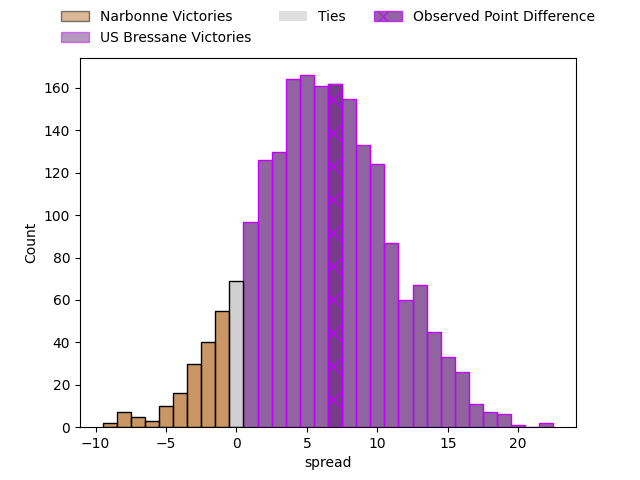 Narbonne Victories
US Bressane Victories
Ties
Observed Point Difference
Count
160
140
120
100
80
60
40
20
0
−10 −5 0 5 10 15 20
spread